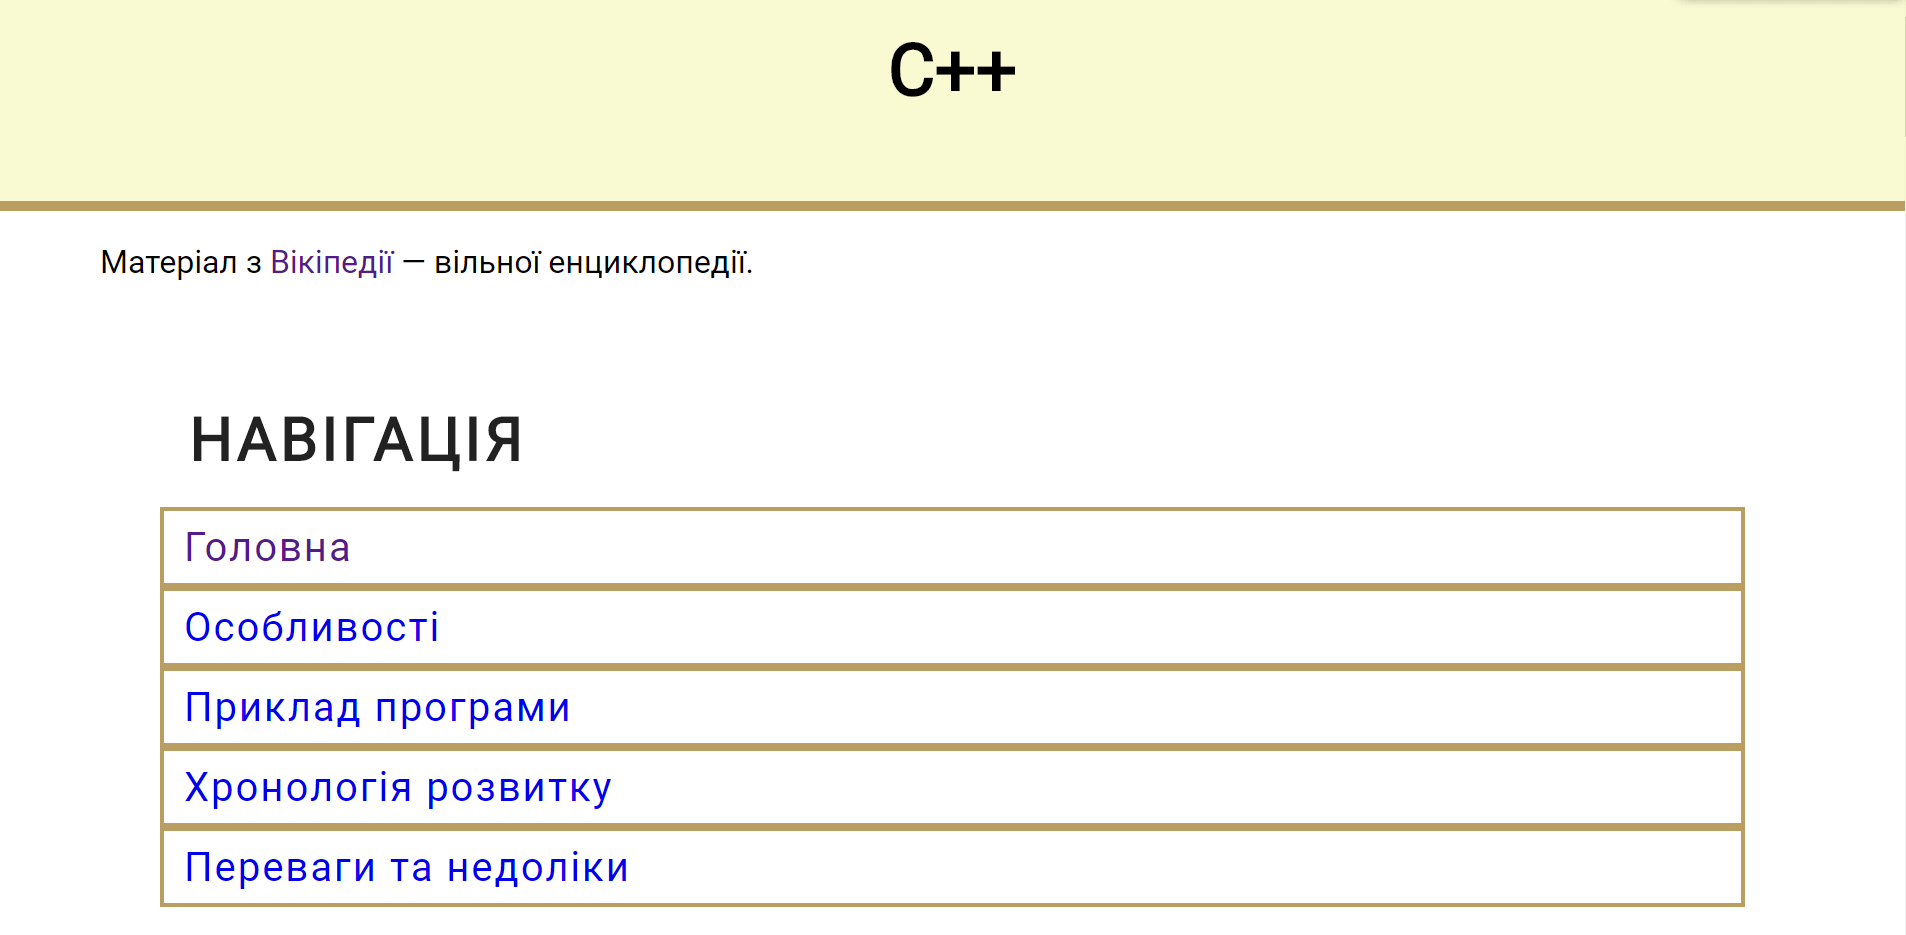 C++
Матеріал з Вікіпедії — вільної енциклопедії.
НАВІГАЦІЯ
Головна
Особливості
Приклад програми
Хронологія розвитку
Переваги та недоліки